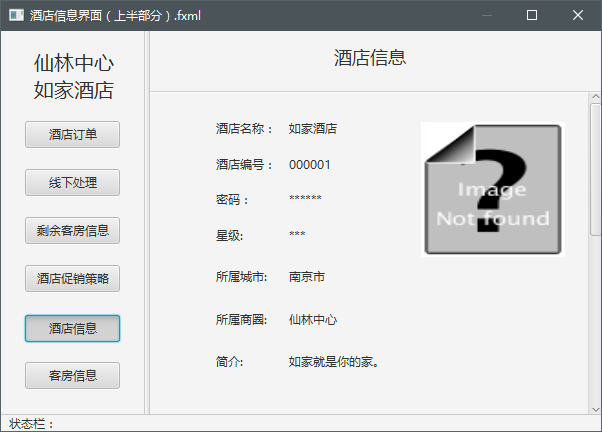 酒店信息界面（上半部分）.fxml
仙林中心
如家酒店
酒店订单
线下处理
剩余客房信息
酒店促销策略
酒店信息
客房信息
酒店信息
酒店名称： 如家酒店
酒店编号： 000001
密码： ******
星级: ***
所属城市: 南京市
所属商圈: 仙林中心
简介: 如家就是你的家。
?
Image
Not found
状态栏：